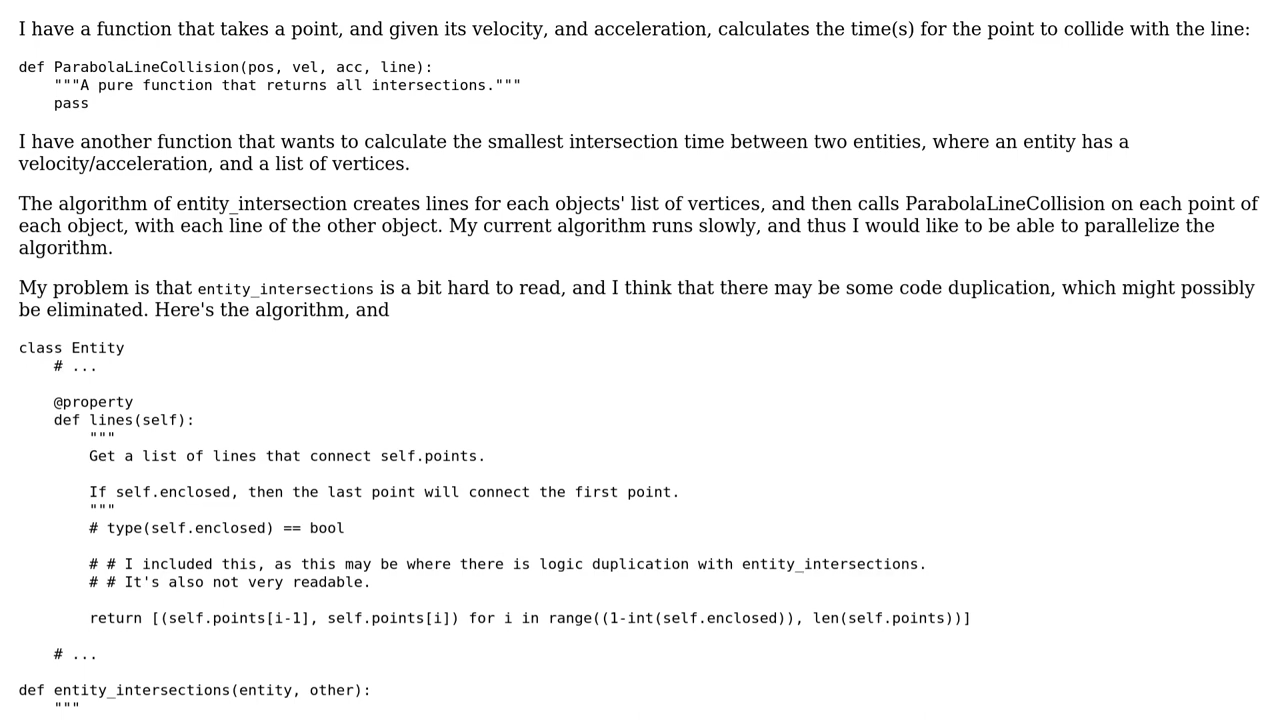 I have a function that takes a point, and given its velocity, and acceleration, calculates the time(s) for the point to collide with the line:
def ParabolaLineCollision(pos, vel, acc, line):
    """A pure function that returns all intersections."""
    pass
I have another function that wants to calculate the smallest intersection time between two entities, where an entity has a
velocity/acceleration, and a list of vertices.
The algorithm of entity_intersection creates lines for each objects' list of vertices, and then calls ParabolaLineCollision on each point of
each object, with each line of the other object. My current algorithm runs slowly, and thus I would like to be able to parallelize the
algorithm.
My problem is that entity_intersections is a bit hard to read, and I think that there may be some code duplication, which might possibly
be eliminated. Here's the algorithm, and
class Entity
    # ...
    @property
    def lines(self):
        """
        Get a list of lines that connect self.points.
        If self.enclosed, then the last point will connect the first point.
        """
        # type(self.enclosed) == bool
        # # I included this, as this may be where there is logic duplication with entity_intersections.
        # # It's also not very readable.
        return [(self.points[i-1], self.points[i]) for i in range((1-int(self.enclosed)), len(self.points))]
    # ...
def entity_intersections(entity, other):
    """